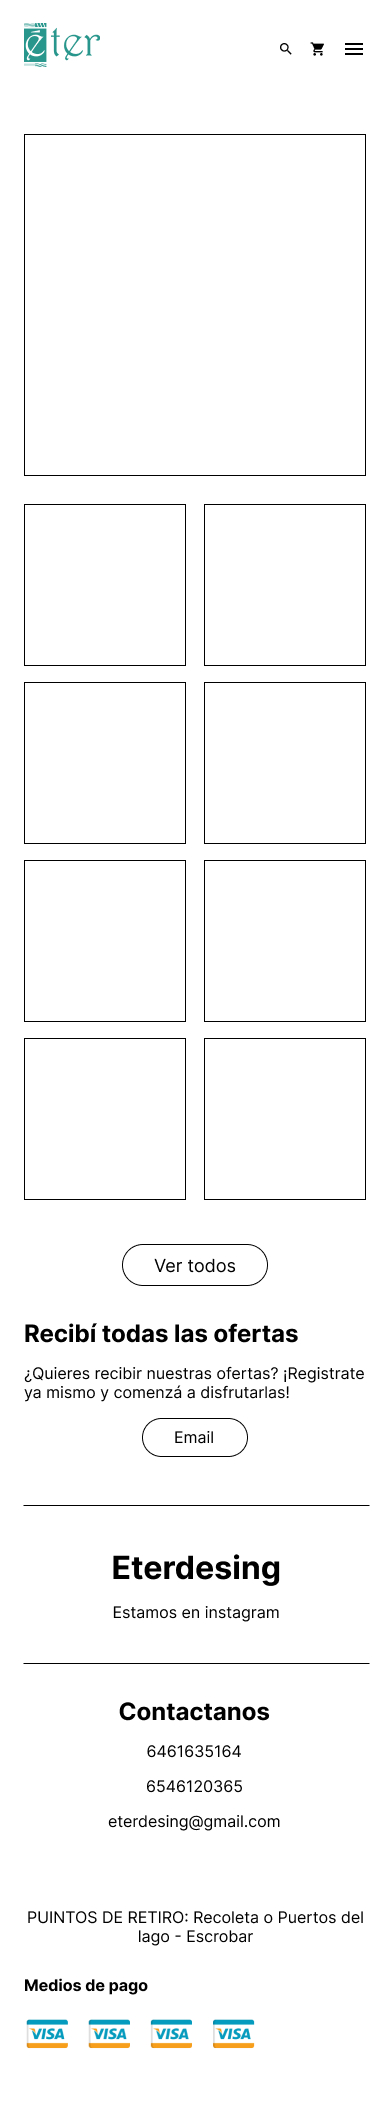 éter
Ver todos
Recibí todas las ofertas
¿Quieres recibir nuestras ofertas? ¡Registrate
ya mismo y comenzá a disfrutarlas!
Email
Eterdesing
Estamos en instagram
Contactanos
6461635164
6546120365
eterdesing@gmail.com
PUINTOS DE RETIRO: Recoleta o Puertos del
lago - Escrobar
Medios de pago
VISA VISA VISA VISA